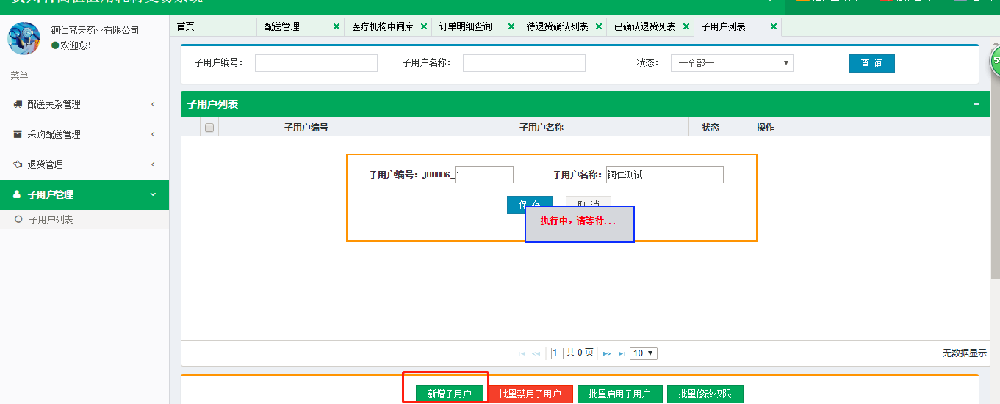 首页 配送管理 医疗机构中间库 订单明细查询 待退货确认列表 已确认退货列表 子用户列表
铜仁梵天药业有限公司
欢迎您!
菜单
配送关系管理
采购配送管理
退货管理
子用户管理
子用户列表
子用户编号: 子用户名称: 状态: —全部— 查 询
子用户列表
子用户编号 子用户名称 状态 操作
子用户编号: J00006_1 子用户名称: 铜仁测试
保 存 取 消
执行中,请等待...
1 共 0 页 10 无数据显示
新增子用户 批量禁用子用户 批量启用子用户 批量修改权限